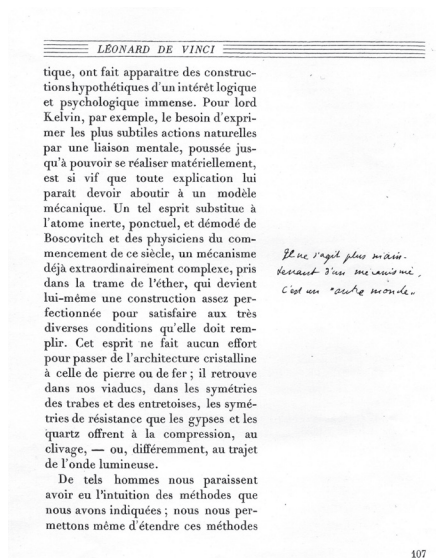 LÉONARD DE VINCI
tique, ont fait apparaître des construc-
tions hypothétiques d'un intérêt logique
et psychologique immense. Pour lord
Kelvin, par exemple, le besoin d'expri-
mer les plus subtiles actions naturelles
par une liaison mentale, poussée jus-
qu'à pouvoir se réaliser matériellement,
est si vif que toute explication lui
paraît devoir aboutir à un modèle
mécanique. Un tel esprit substitue à
l'atome inerte, ponctuel, et démodé de
Boscovitch et des physiciens du com-
mencement de ce siècle, un mécanisme
déjà extraordinairement complexe, pris
dans la trame de l'éther, qui devient
lui-même une construction assez per-
fectionnée pour satisfaire aux très
diverses conditions qu'elle doit rem-
plir. Cet esprit ne fait aucun effort
pour passer de l'architecture cristalline
à celle de pierre ou de fer ; il retrouve
dans nos viaducs, dans les symétries
des trabes et des entretoises, les symé-
tries de résistance que les gypses et les
quartz offrent à la compression, au
clivage, — ou, différemment, au trajet
de l'onde lumineuse.
De tels hommes nous paraissent
avoir eu l'intuition des méthodes que
nous avons indiquées ; nous nous per-
mettons même d'étendre ces méthodes
Il ne s'agit plus main-
tenant d'un mécanisme.
C'est un "autre monde"
107